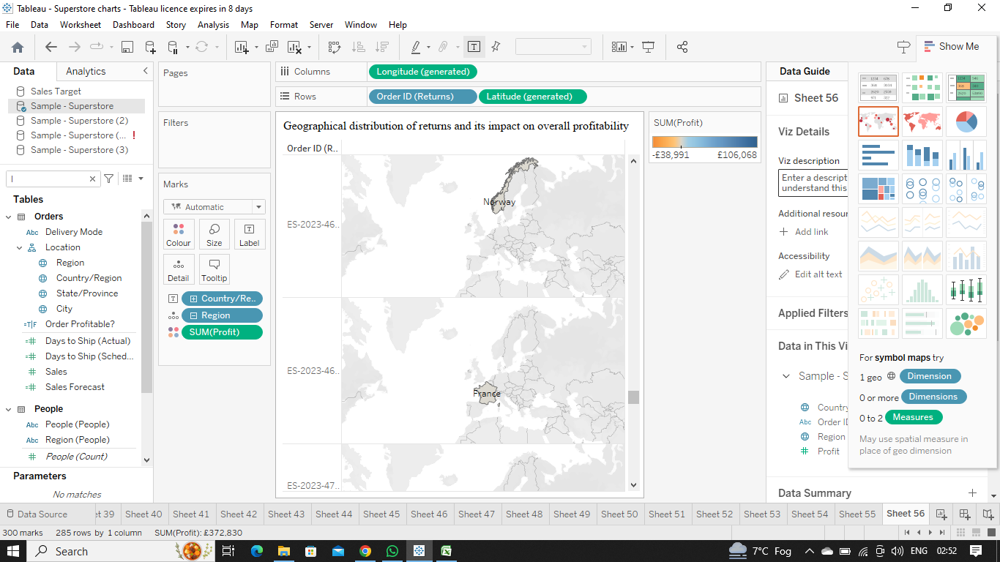 Tableau - Superstore charts - Tableau licence expires in 8 days
File Data Worksheet Dashboard Story Analysis Map Format Server Window Help
Show Me
Data Analytics
Sales Target
Sample - Superstore
Sample - Superstore (2)
Sample - Superstore (...
Sample - Superstore (3)
l
Tables
Orders
Abc Delivery Mode
Location
Region
Country/Region
State/Province
City
=T|F Order Profitable?
Days to Ship (Actual)
Days to Ship (Sched...
Sales
Sales Forecast
People
Abc People (People)
Abc Region (People)
People (Count)
Parameters
No matches
Pages
Filters
Marks
Automatic
Colour Size Label
Detail Tooltip
Country/Re..
Region
SUM(Profit)
Columns Longitude (generated)
Rows Order ID (Returns) Latitude (generated)
Geographical distribution of returns and its impact on overall profitability
Order ID (R..
ES-2023-46..
Norway
ES-2023-46..
France
ES-2023-47..
SUM(Profit)
-£38,991 £106,068
Data Guide
Sheet 56
Viz Details
Viz description
Enter a descript
understand this
Additional resour
Add link
Accessibility
Edit alt text
Applied Filters
Data in This Vi
Sample - S
Country
Abc Order ID
Region
Profit
Data Summary
For symbol maps try
1 geo Dimension
0 or more Dimensions
0 to 2 Measures
May use spatial measure in
place of geo dimension
Data Source et 39 Sheet 40 Sheet 41 Sheet 42 Sheet 43 Sheet 44 Sheet 45 Sheet 46 Sheet 47 Sheet 48 Sheet 49 Sheet 50 Sheet 51 Sheet 52 Sheet 53 Sheet 54 Sheet 55 Sheet 56
300 marks 285 rows by 1 column SUM(Profit): £372,830
Search
7°C Fog
ENG 02:52